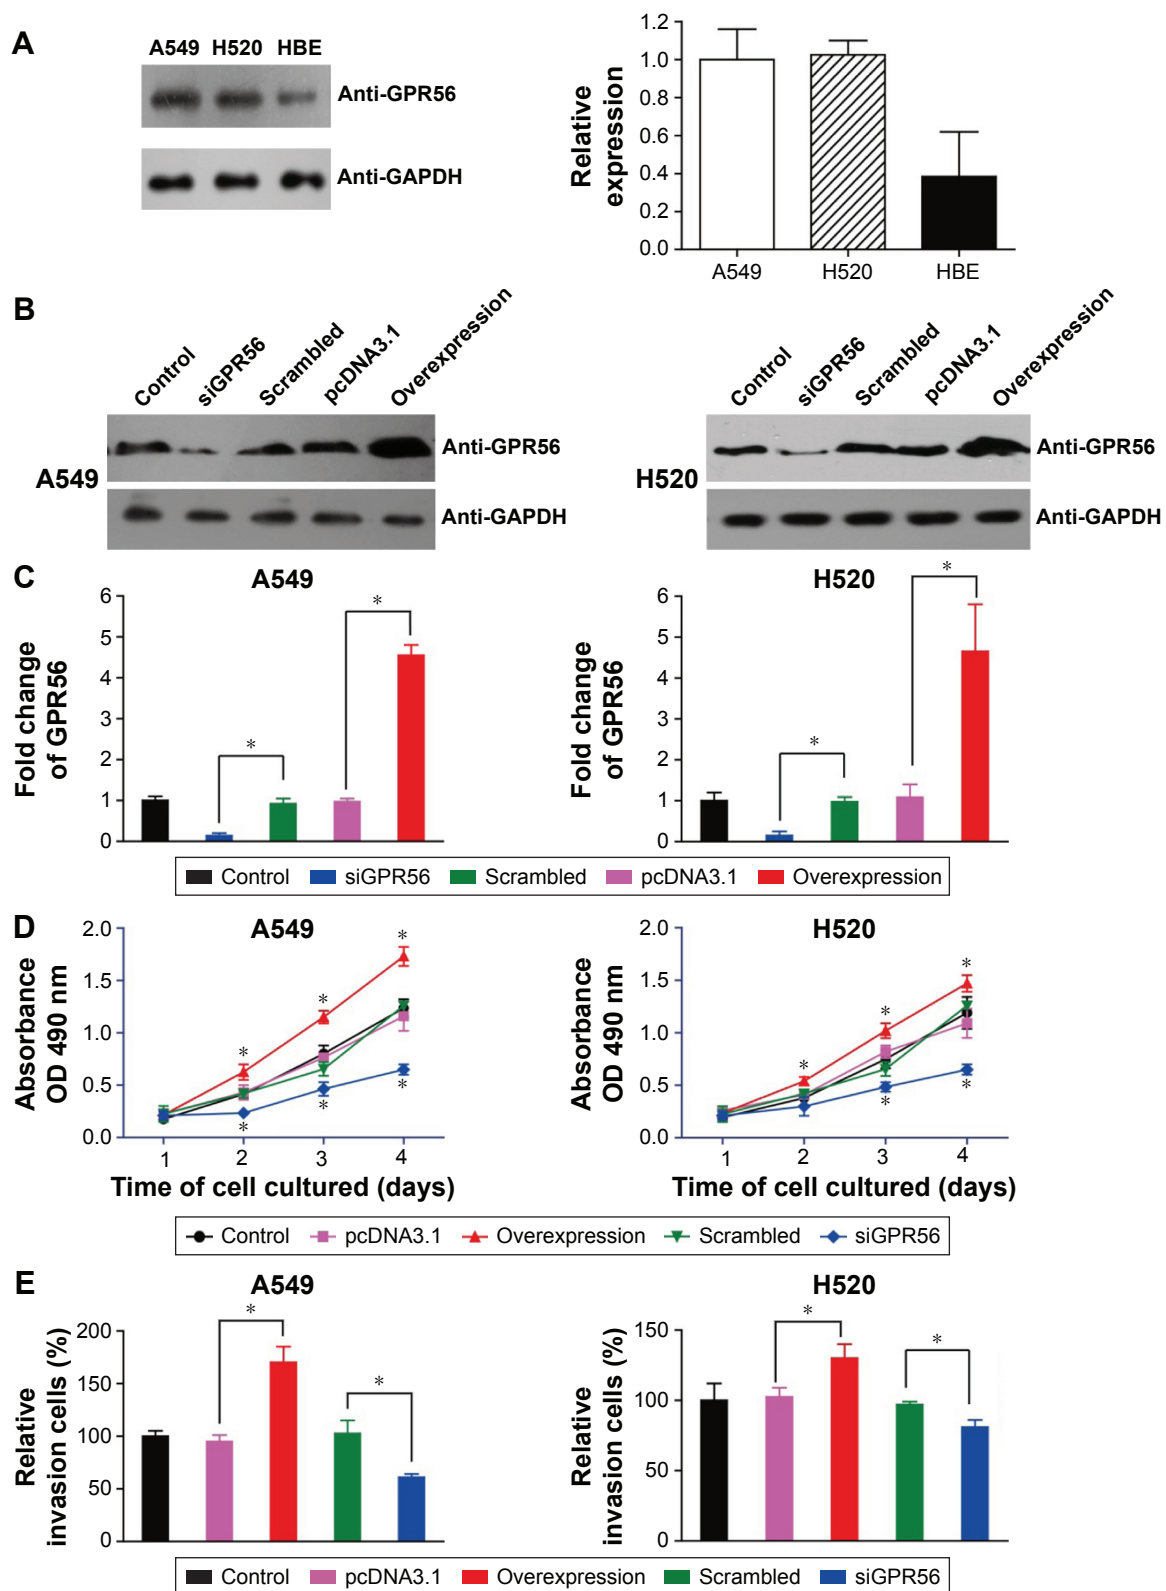 A
A549 H520 HBE
Anti-GPR56
Anti-GAPDH
Relative
expression
1.2
1.0
0.8
0.6
0.4
0.2
0.0
A549 H520 HBE
B
Control siGPR56 Scrambled pcDNA3.1 Overexpression
A549
Anti-GPR56
Anti-GAPDH
Control siGPR56 Scrambled pcDNA3.1 Overexpression
H520
Anti-GPR56
Anti-GAPDH
C
A549
Fold change
of GPR56
6
5
4
3
2
1
0
*
*
H520
Fold change
of GPR56
6
5
4
3
2
1
0
*
*
Control siGPR56 Scrambled pcDNA3.1 Overexpression
D
A549
Absorbance
OD 490 nm
2.0
1.5
1.0
0.5
0.0
* * *
* * *
1 2 3 4
Time of cell cultured (days)
H520
Absorbance
OD 490 nm
2.0
1.5
1.0
0.5
0.0
* * *
* *
1 2 3 4
Time of cell cultured (days)
Control pcDNA3.1 Overexpression Scrambled siGPR56
E
A549
Relative
invasion cells (%)
200
150
100
50
0
*
*
H520
Relative
invasion cells (%)
150
100
50
0
*
*
Control pcDNA3.1 Overexpression Scrambled siGPR56